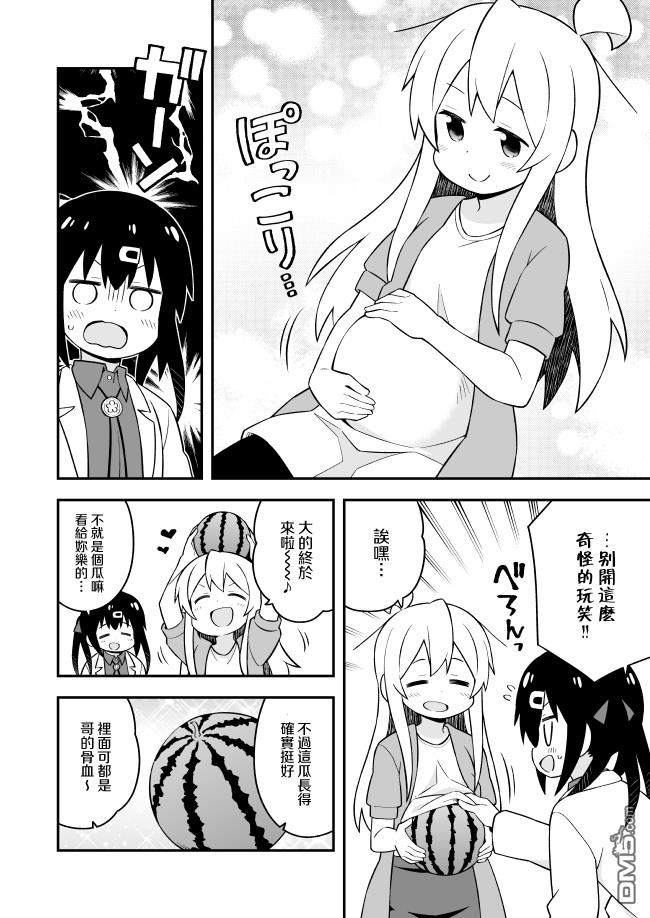 ぽっこり…
ガーン
…別開這麽
奇怪的玩笑!!
べろんっ
誒嘿…
大的終於
來啦～～♪
不就是個瓜嘛
看給妳樂的…
不過這瓜長得
確實挺好
裡面可都是
哥的骨血～
DM5.com